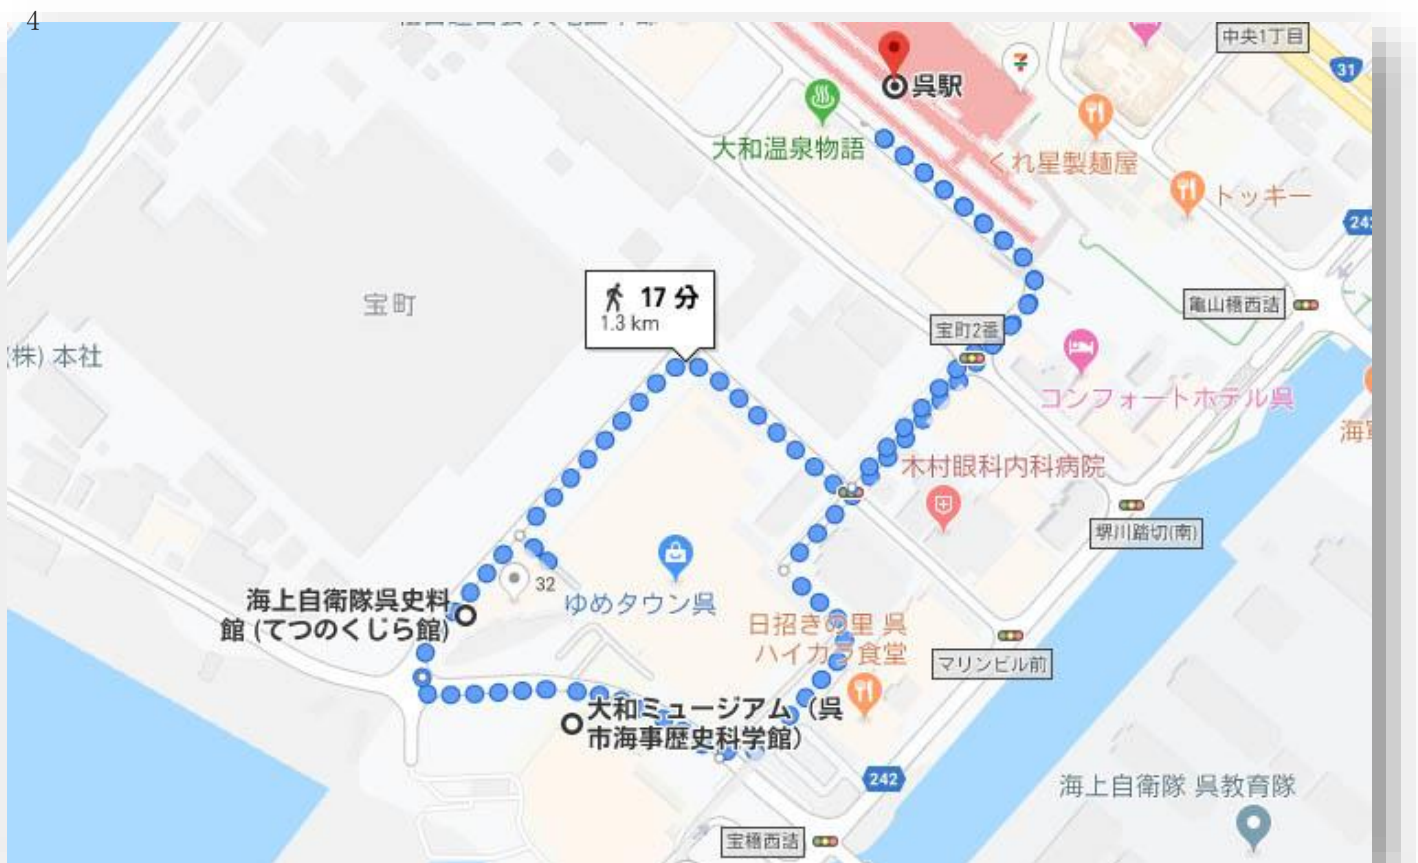 4
中央1丁目
31
呉駅
大和温泉物語
くれ星製麺屋
トッキー
宝町
17 分
1.3 km
亀山橋西詰
宝町2番
(株) 本社
コンフォートホテル呉
木村眼科内科病院
堺川踏切(南)
32
海上自衛隊呉史料
館 (てつのくじら館)
ゆめタウン呉
日招きの里 呉
ハイカラ食堂
マリンビル前
大和ミュージアム（呉
市海事歴史科学館）
242
海上自衛隊 呉教育隊
宝橋西詰